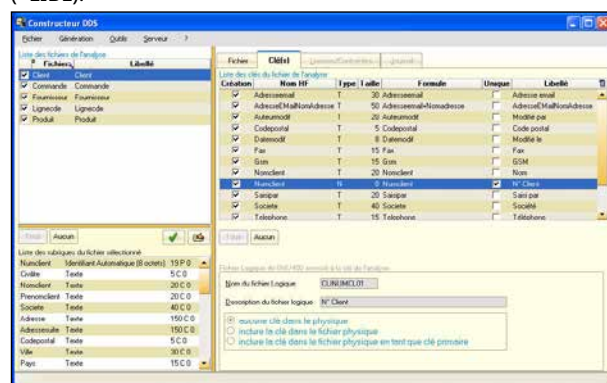 Constructeur DDS
Fichier Génération Outils Serveur ?
Liste des fichiers de l'analyse
Fichiers Libellé
Client Client
Commande Commande
Fournisseur Fournisseur
Lignecde Lignecde
Produit Produit
Aucun
Liste des rubriques du fichier sélectionné
Numclient Identifiant Automatique (8 octets) 19 P 0
Civilite Texte 5 C 0
Nomclient Texte 20 C 0
Prenomclient Texte 20 C 0
Societe Texte 40 C 0
Adresse Texte 150 C 0
Adressesuite Texte 150 C 0
Codepostal Texte 5 C 0
Ville Texte 30 C 0
Pays Texte 15 C 0
Fichier Clé(s)
Liste des clés du fichier de l'analyse
Création Nom HF Type Taille Formule Unique Libellé
Adresseemail T 30 Adresseemail Adresse email
AdresseEMailNomAdresse T 50 Adresseemail+Nomadresse AdresseEMailNomAdresse
Auteurmodif T 20 Auteurmodif Modifié par
Codepostal T 5 Codepostal Code postal
Datemodif T 8 Datemodif Modifié le
Fax T 15 Fax Fax
Gsm T 15 Gsm GSM
Nomclient T 20 Nomclient Nom
Numclient N 8 Numclient N° Client
Saisipar T 20 Saisipar Saisi par
Societe T 40 Societe Société
Telephone T 15 Telephone Téléphone
Aucun
Nom du fichier Logique CLINUMCL01
Description du fichier logique N° Client
aucune clé dans le physique
inclure la clé dans le fichier physique
inclure la clé dans le fichier physique en tant que clé primaire